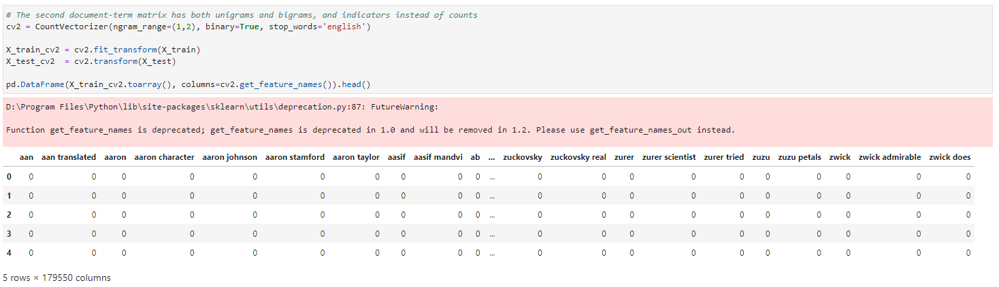 # The second document-term matrix has both unigrams and bigrams, and indicators instead of counts
cv2 = CountVectorizer(ngram_range=(1,2), binary=True, stop_words='english')
X_train_cv2 = cv2.fit_transform(X_train)
X_test_cv2  = cv2.transform(X_test)
pd.DataFrame(X_train_cv2.toarray(), columns=cv2.get_feature_names()).head()
D:\Program Files\Python\lib\site-packages\sklearn\utils\deprecation.py:87: FutureWarning:
Function get_feature_names is deprecated; get_feature_names is deprecated in 1.0 and will be removed in 1.2. Please use get_feature_names_out instead.
aan aan translated aaron aaron character aaron johnson aaron stamford aaron taylor aasif aasif mandvi ab ... zuckovsky zuckovsky real zurer zurer scientist zurer tried zuzu zuzu petals zwick zwick admirable zwick does
0 0 0 0 0 0 0 0 0 0 0 ... 0 0 0 0 0 0 0 0 0 0
1 0 0 0 0 0 0 0 0 0 0 ... 0 0 0 0 0 0 0 0 0 0
2 0 0 0 0 0 0 0 0 0 0 ... 0 0 0 0 0 0 0 0 0 0
3 0 0 0 0 0 0 0 0 0 0 ... 0 0 0 0 0 0 0 0 0 0
4 0 0 0 0 0 0 0 0 0 0 ... 0 0 0 0 0 0 0 0 0 0
5 rows × 179550 columns